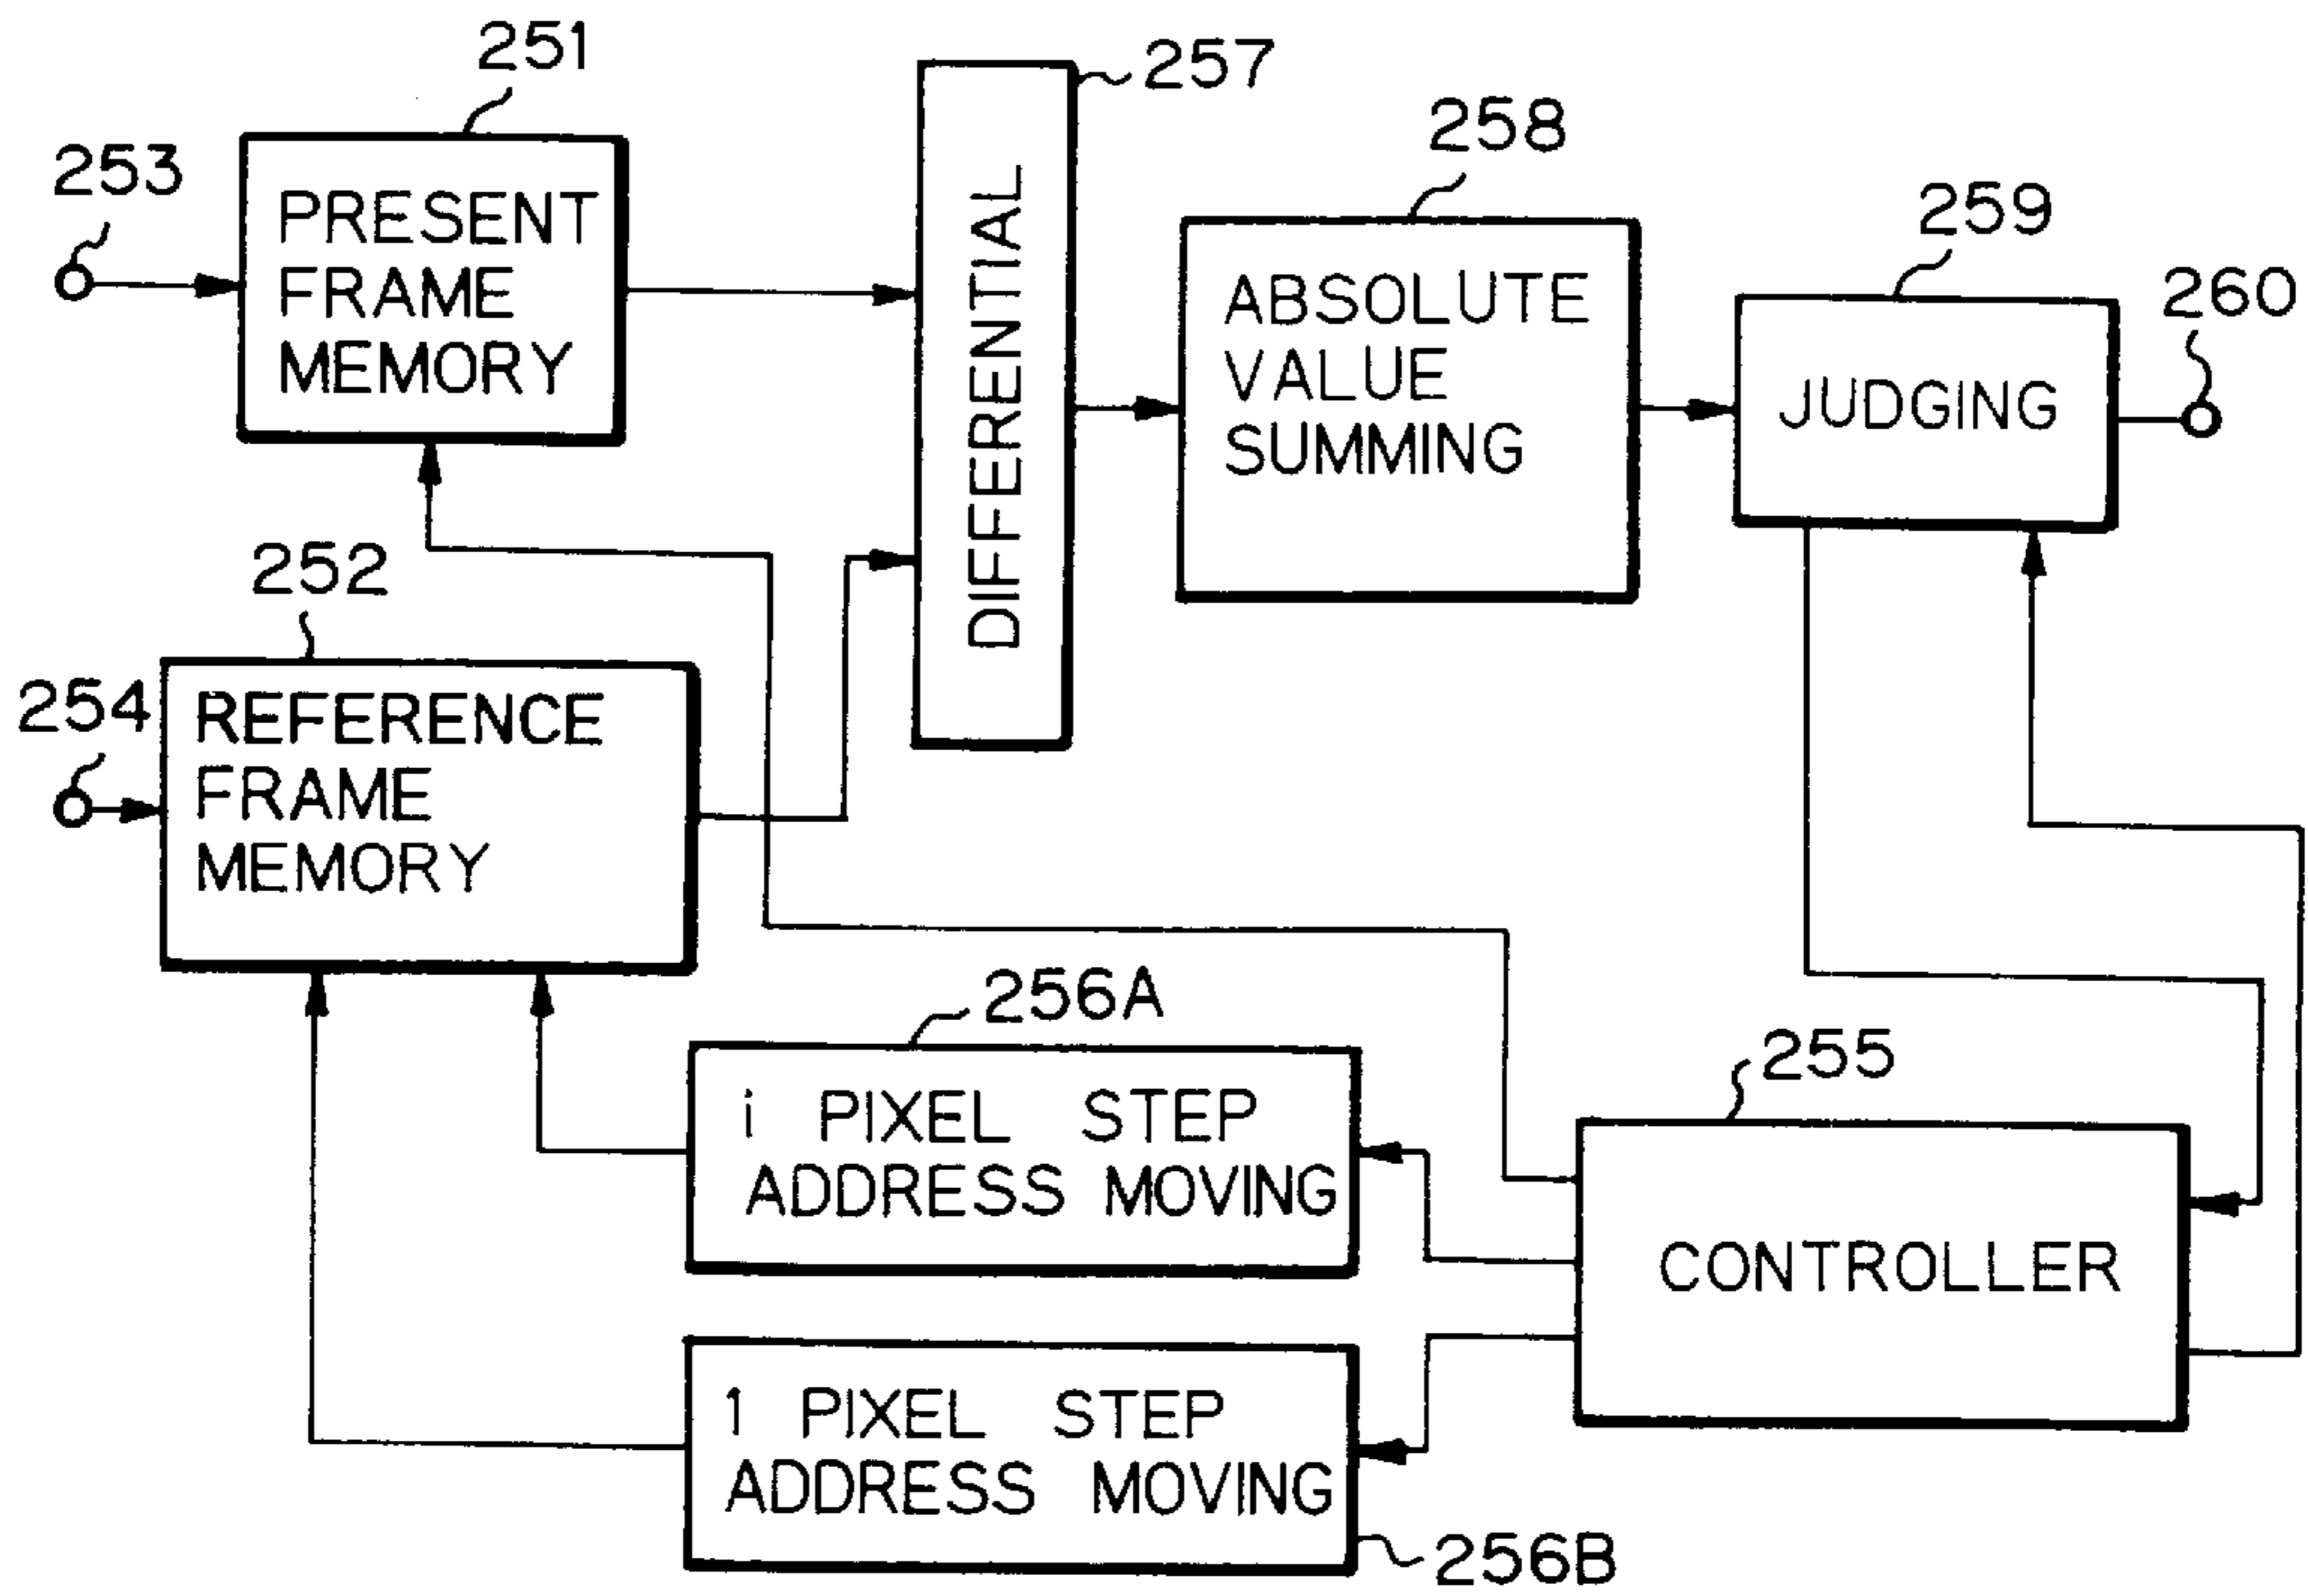 251
253
PRESENT
FRAME
MEMORY
257
DIFFERENTIAL
258
ABSOLUTE
VALUE
SUMMING
259
JUDGING
260
252
254
REFERENCE
FRAME
MEMORY
256A
i PIXEL STEP
ADDRESS MOVING
255
CONTROLLER
1 PIXEL STEP
ADDRESS MOVING
256B